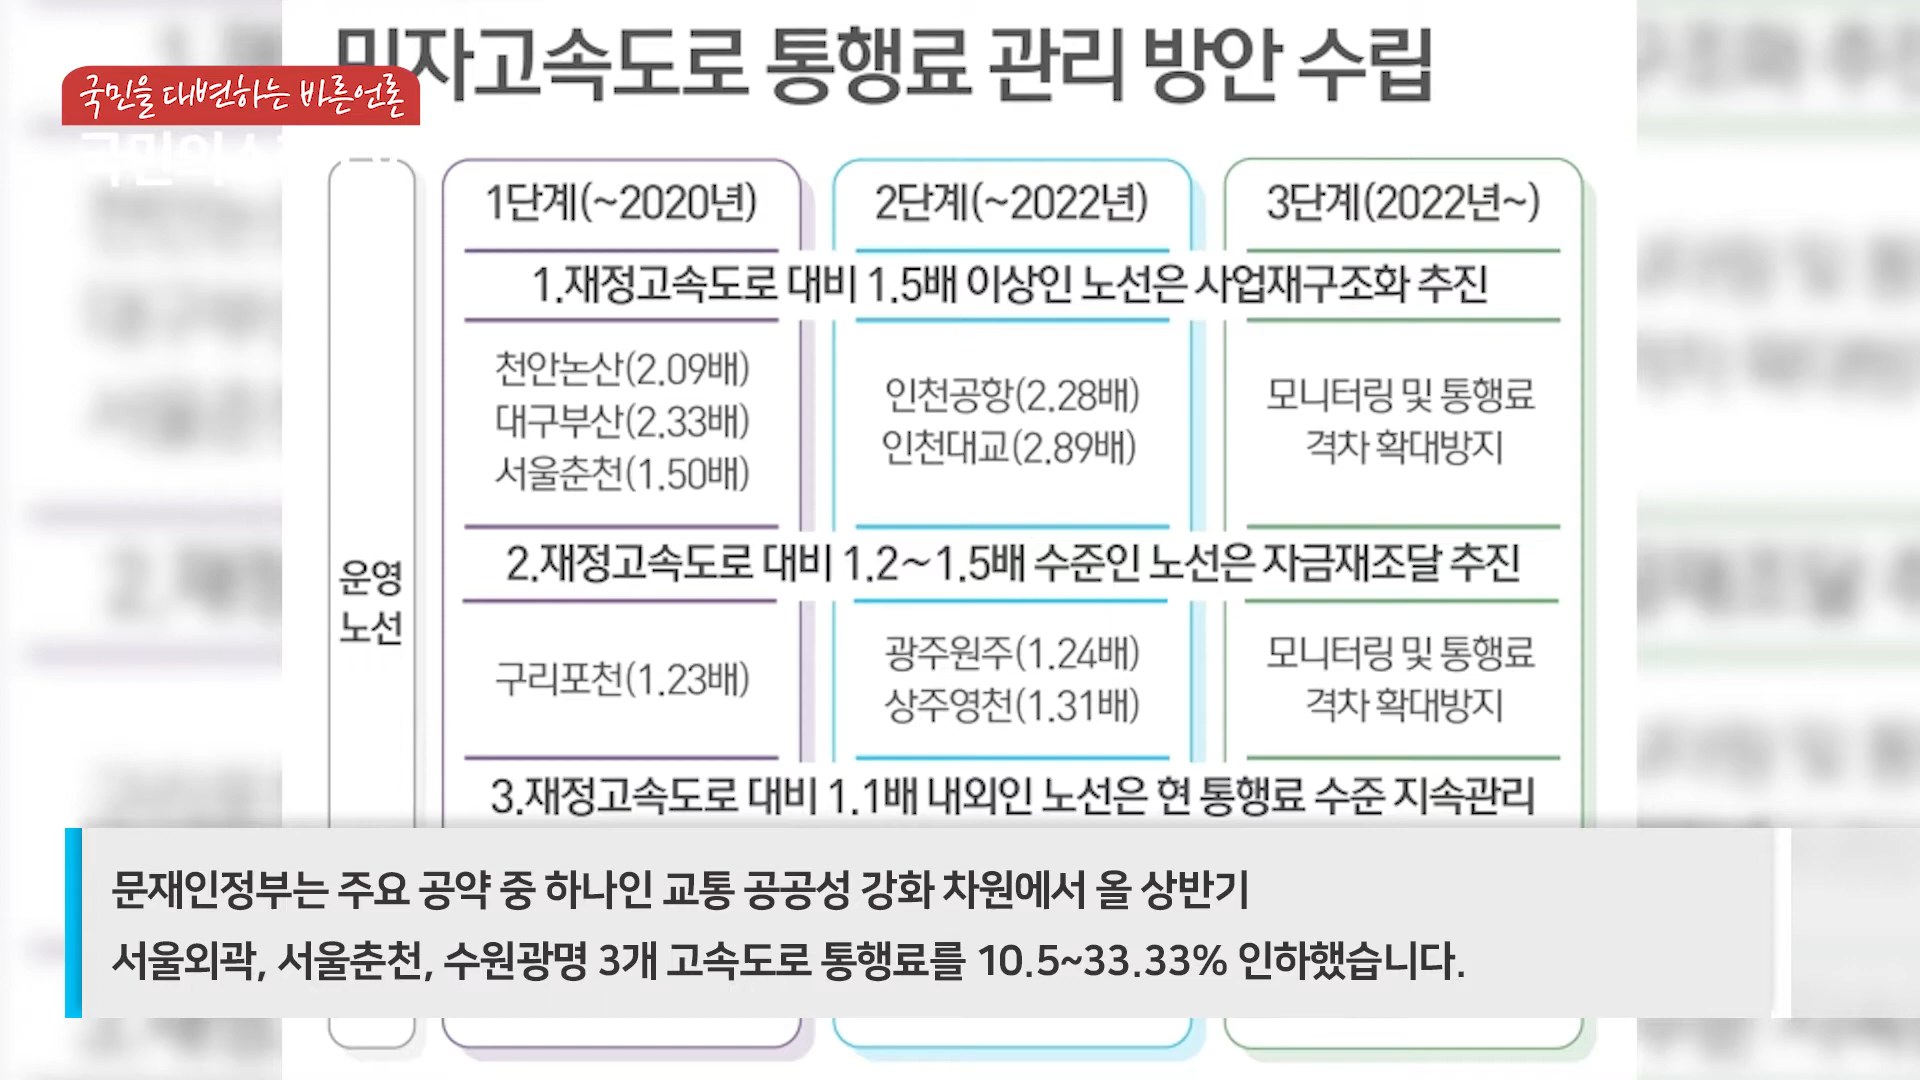 민자고속도로 통행료 관리 방안 수립
국민을 대변하는 바른언론
1단계(~2020년)
2단계(~2022년)
3단계(2022년~)
1.재정고속도로 대비 1.5배 이상인 노선은 사업재구조화 추진
천안논산(2.09배)
대구부산(2.33배)
서울춘천(1.50배)
인천공항(2.28배)
인천대교(2.89배)
모니터링 및 통행료
격차 확대방지
2.재정고속도로 대비 1.2~1.5배 수준인 노선은 자금재조달 추진
운영
노선
구리포천(1.23배)
광주원주(1.24배)
상주영천(1.31배)
모니터링 및 통행료
격차 확대방지
3.재정고속도로 대비 1.1배 내외인 노선은 현 통행료 수준 지속관리
문재인정부는 주요 공약 중 하나인 교통 공공성 강화 차원에서 올 상반기
서울외곽, 서울춘천, 수원광명 3개 고속도로 통행료를 10.5~33.33% 인하했습니다.